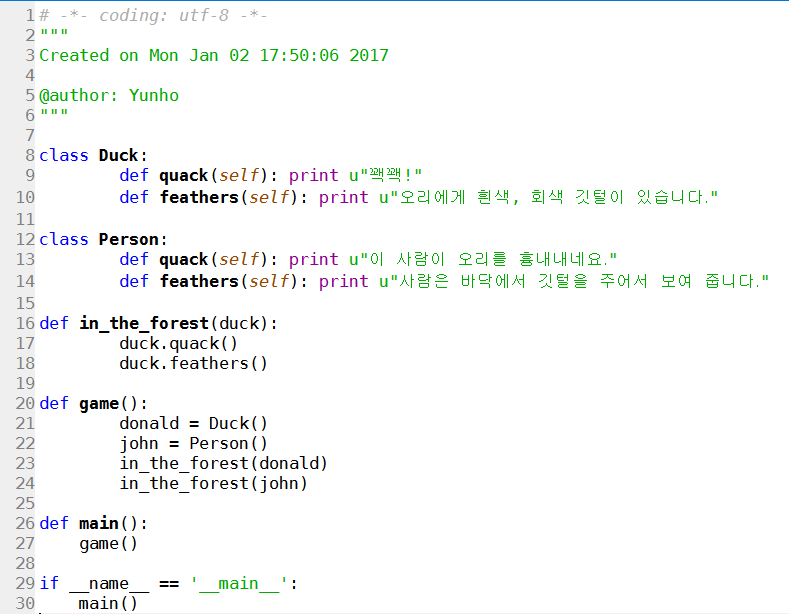 1 # -*- coding: utf-8 -*-
2 """
3 Created on Mon Jan 02 17:50:06 2017
4
5 @author: Yunho
6 """
7
8 class Duck:
9         def quack(self): print u"꽥꽥!"
10         def feathers(self): print u"오리에게 흰색, 회색 깃털이 있습니다."
11
12 class Person:
13         def quack(self): print u"이 사람이 오리를 흉내내네요."
14         def feathers(self): print u"사람은 바닥에서 깃털을 주어서 보여 줍니다."
15
16 def in_the_forest(duck):
17         duck.quack()
18         duck.feathers()
19
20 def game():
21         donald = Duck()
22         john = Person()
23         in_the_forest(donald)
24         in_the_forest(john)
25
26 def main():
27     game()
28
29 if __name__ == '__main__':
30     main()